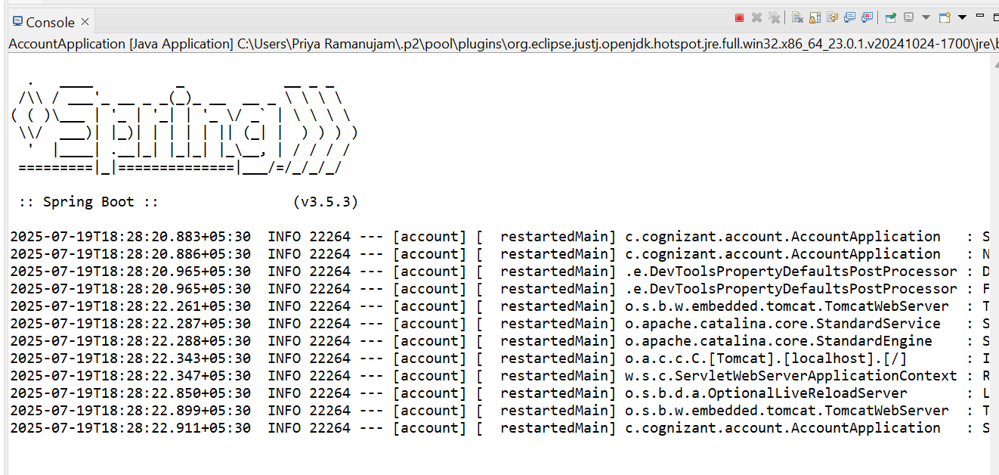 Console
AccountApplication [Java Application] C:\Users\Priya Ramanujam\.p2\pool\plugins\org.eclipse.justj.openjdk.hotspot.jre.full.win32.x86_64_23.0.1.v20241024-1700\jre\b
  .   ____          _            __ _ _
 /\\ / ___'_ __ _ _(_)_ __  __ _ \ \ \ \
( ( )\___ | '_ | '_| | '_ \/ _` | \ \ \ \
 \\/  ___)| |_)| | | | | || (_| |  ) ) ) )
  '  |____| .__|_| |_|_| |_\__, | / / / /
 =========|_|==============|___/=/_/_/_/
 :: Spring Boot ::                (v3.5.3)
2025-07-19T18:28:20.883+05:30  INFO 22264 --- [account] [  restartedMain] c.cognizant.account.AccountApplication   : S
2025-07-19T18:28:20.886+05:30  INFO 22264 --- [account] [  restartedMain] c.cognizant.account.AccountApplication   : N
2025-07-19T18:28:20.965+05:30  INFO 22264 --- [account] [  restartedMain] .e.DevToolsPropertyDefaultsPostProcessor : D
2025-07-19T18:28:20.965+05:30  INFO 22264 --- [account] [  restartedMain] .e.DevToolsPropertyDefaultsPostProcessor : F
2025-07-19T18:28:22.261+05:30  INFO 22264 --- [account] [  restartedMain] o.s.b.w.embedded.tomcat.TomcatWebServer  : T
2025-07-19T18:28:22.287+05:30  INFO 22264 --- [account] [  restartedMain] o.apache.catalina.core.StandardService   : S
2025-07-19T18:28:22.288+05:30  INFO 22264 --- [account] [  restartedMain] o.apache.catalina.core.StandardEngine    : S
2025-07-19T18:28:22.343+05:30  INFO 22264 --- [account] [  restartedMain] o.a.c.c.C.[Tomcat].[localhost].[/]       : I
2025-07-19T18:28:22.347+05:30  INFO 22264 --- [account] [  restartedMain] w.s.c.ServletWebServerApplicationContext : R
2025-07-19T18:28:22.850+05:30  INFO 22264 --- [account] [  restartedMain] o.s.b.d.a.OptionalLiveReloadServer       : L
2025-07-19T18:28:22.899+05:30  INFO 22264 --- [account] [  restartedMain] o.s.b.w.embedded.tomcat.TomcatWebServer  : T
2025-07-19T18:28:22.911+05:30  INFO 22264 --- [account] [  restartedMain] c.cognizant.account.AccountApplication   : S